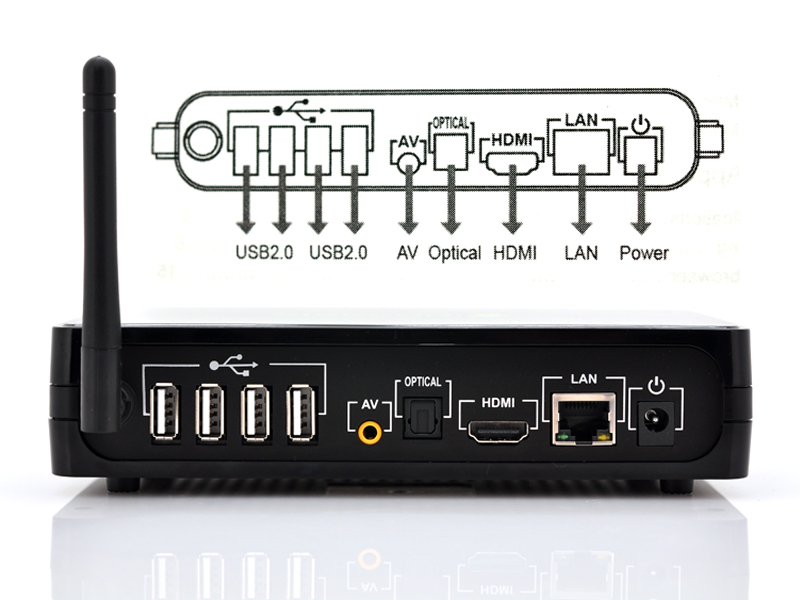 AV
OPTICAL
HDMI
LAN
USB2.0 USB2.0 AV Optical HDMI LAN Power
AV
OPTICAL
HDMI
LAN